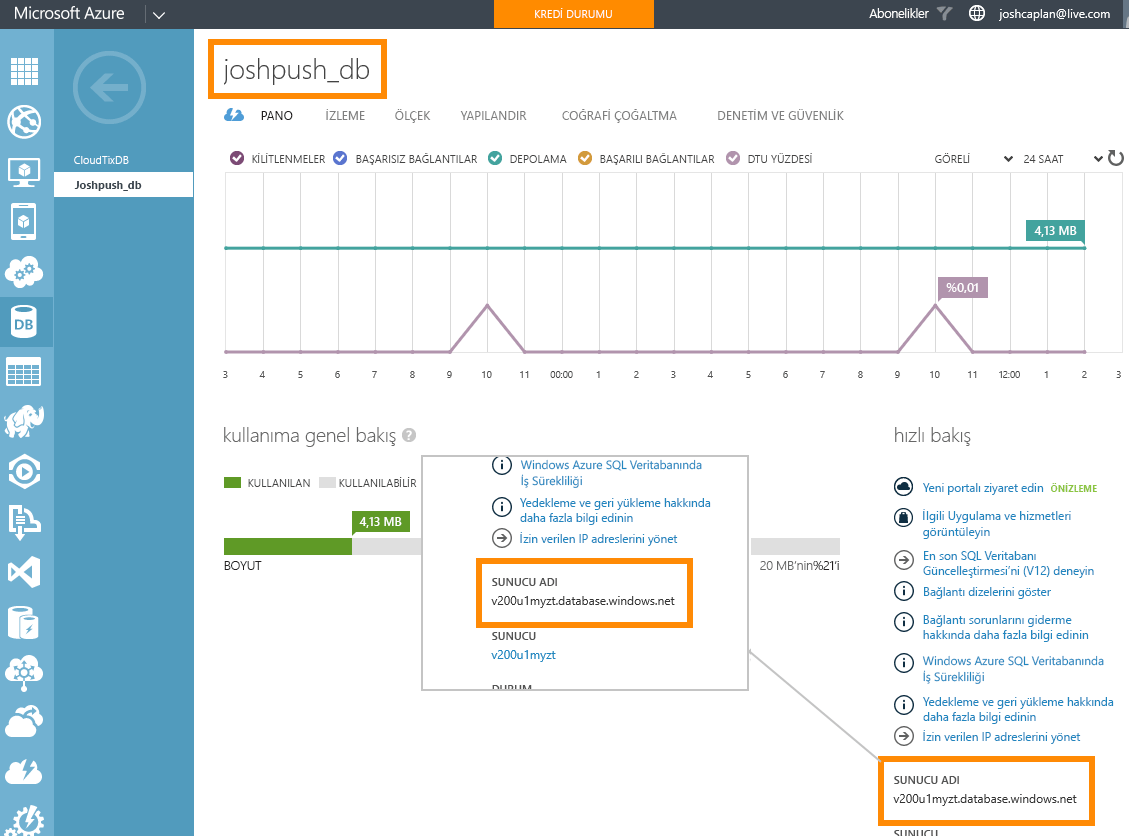 Microsoft Azure
KREDİ DURUMU
Abonelikler
joshcaplan@live.com
joshpush_db
PANO
İZLEME
ÖLÇEK
YAPILANDIR
COĞRAFİ ÇOĞALTMA
DENETİM VE GÜVENLİK
CloudTixDB
Joshpush_db
KİLİTLENMELER
BAŞARISIZ BAĞLANTILAR
DEPOLAMA
BAŞARILI BAĞLANTILAR
DTU YÜZDESİ
GÖRELİ
24 SAAT
4,13 MB
%0,01
3 4 5 6 7 8 9 10 11 00:00 1 2 3 4 5 6 7 8 9 10 11 12:00 1 2 3
DB
kullanıma genel bakış ?
KULLANILAN
KULLANILABİLİR
4,13 MB
BOYUT
20 MB'nin%21'i
Windows Azure SQL Veritabanında
İş Sürekliliği
Yedekleme ve geri yükleme hakkında
daha fazla bilgi edinin
İzin verilen IP adreslerini yönet
SUNUCU ADI
v200u1myzt.database.windows.net
SUNUCU
v200u1myzt
DURUM
hızlı bakış
Yeni portalı ziyaret edin ÖNİZLEME
İlgili Uygulama ve hizmetleri
görüntüleyin
En son SQL Veritabanı
Güncelleştirmesi'ni (V12) deneyin
Bağlantı dizelerini göster
Bağlantı sorunlarını giderme
hakkında daha fazla bilgi edinin
Windows Azure SQL Veritabanında
İş Sürekliliği
Yedekleme ve geri yükleme hakkında
daha fazla bilgi edinin
İzin verilen IP adreslerini yönet
SUNUCU ADI
v200u1myzt.database.windows.net
SUNUCU